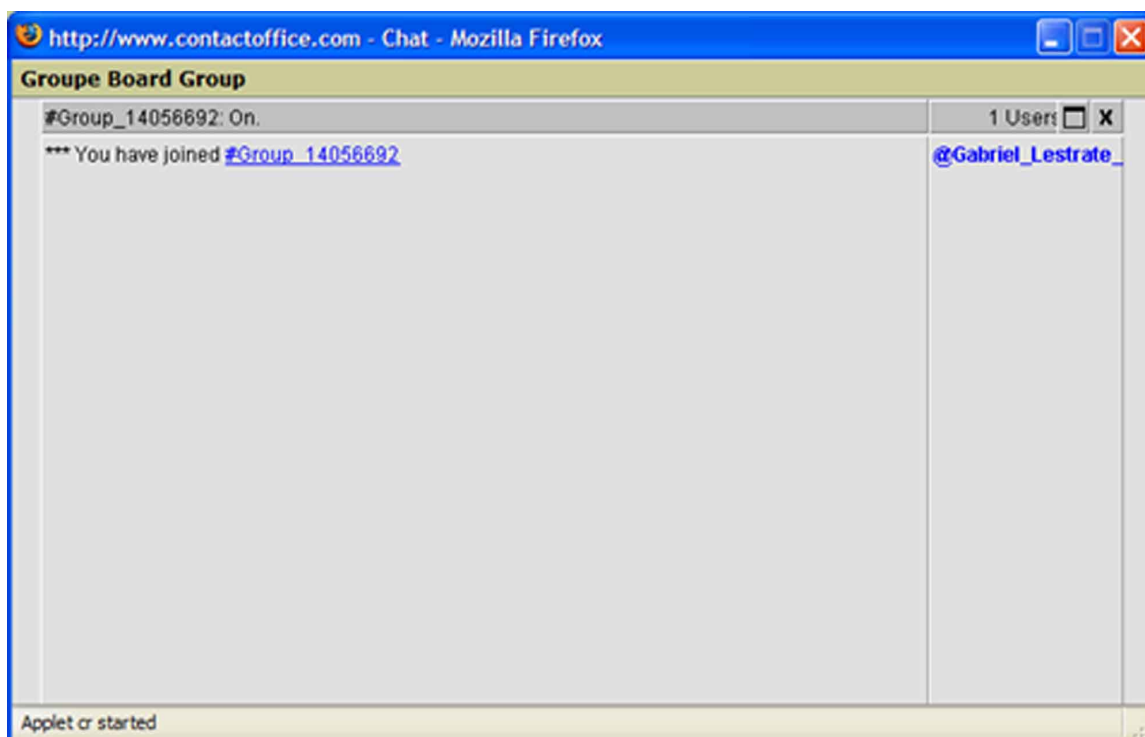 http://www.contactoffice.com - Chat - Mozilla Firefox
Groupe Board Group
#Group_14056692: On.
1 Users
X
*** You have joined #Group_14056692
@Gabriel_Lestrate_
Applet cr started